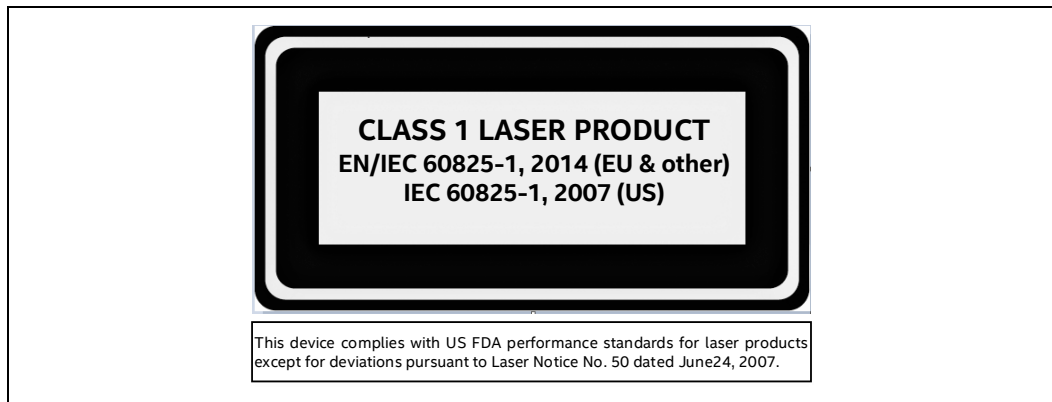 CLASS 1 LASER PRODUCT
EN/IEC 60825-1, 2014 (EU & other)
IEC 60825-1, 2007 (US)
This device complies with US FDA performance standards for laser products
except for deviations pursuant to Laser Notice No. 50 dated June24, 2007.